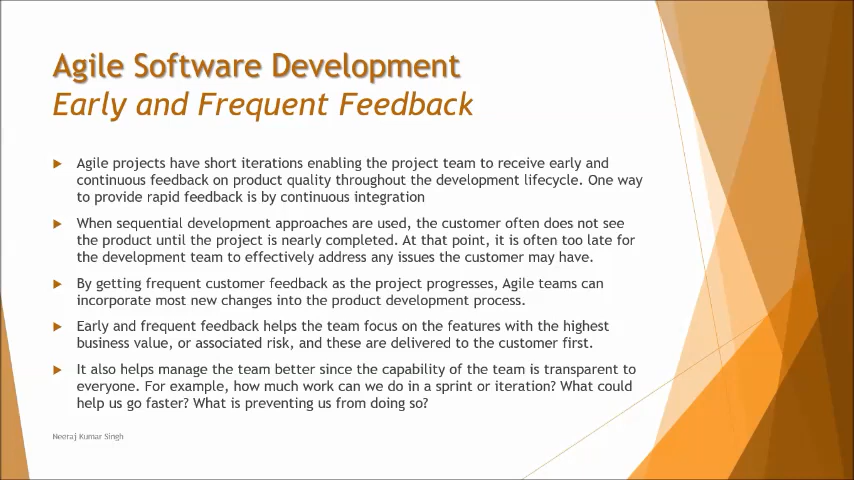 Agile Software Development
Early and Frequent Feedback
Agile projects have short iterations enabling the project team to receive early and
continuous feedback on product quality throughout the development lifecycle. One way
to provide rapid feedback is by continuous integration
When sequential development approaches are used, the customer often does not see
the product until the project is nearly completed. At that point, it is often too late for
the development team to effectively address any issues the customer may have.
By getting frequent customer feedback as the project progresses, Agile teams can
incorporate most new changes into the product development process.
Early and frequent feedback helps the team focus on the features with the highest
business value, or associated risk, and these are delivered to the customer first.
It also helps manage the team better since the capability of the team is transparent to
everyone. For example, how much work can we do in a sprint or iteration? What could
help us go faster? What is preventing us from doing so?
Neeraj Kumar Singh